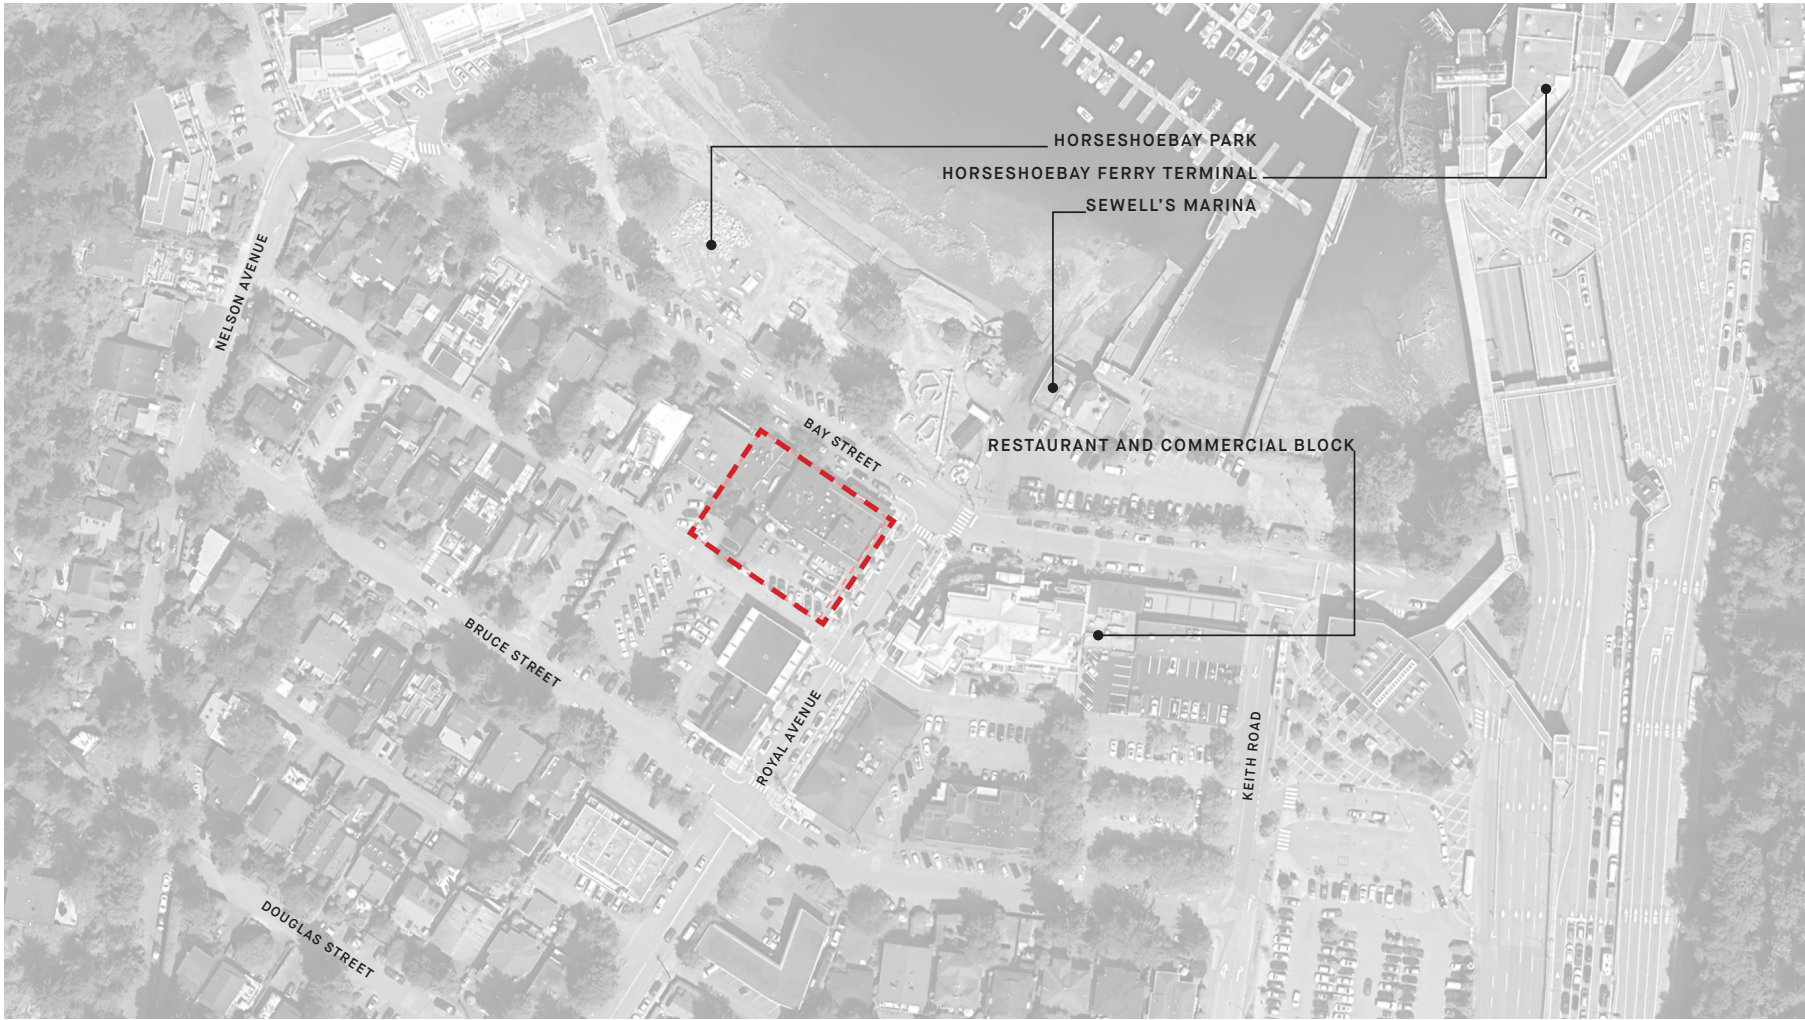 HORSESHOEBAY PARK
HORSESHOEBAY FERRY TERMINAL
SEWELL'S MARINA
NELSON AVENUE
BAY STREET
RESTAURANT AND COMMERCIAL BLOCK
BRUCE STREET
ROYAL AVENUE
KEITH ROAD
DOUGLAS STREET